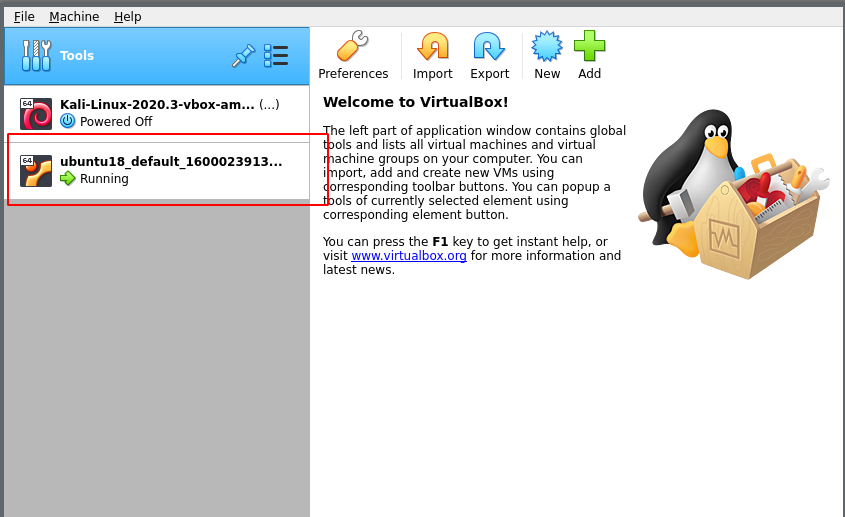 File Machine Help
Tools
Preferences Import Export New Add
64
Kali-Linux-2020.3-vbox-am... (...)
Powered Off
64
ubuntu18_default_1600023913...
Running
Welcome to VirtualBox!
The left part of application window contains global
tools and lists all virtual machines and virtual
machine groups on your computer. You can
import, add and create new VMs using
corresponding toolbar buttons. You can popup a
tools of currently selected element using
corresponding element button.
You can press the F1 key to get instant help, or
visit www.virtualbox.org for more information and
latest news.